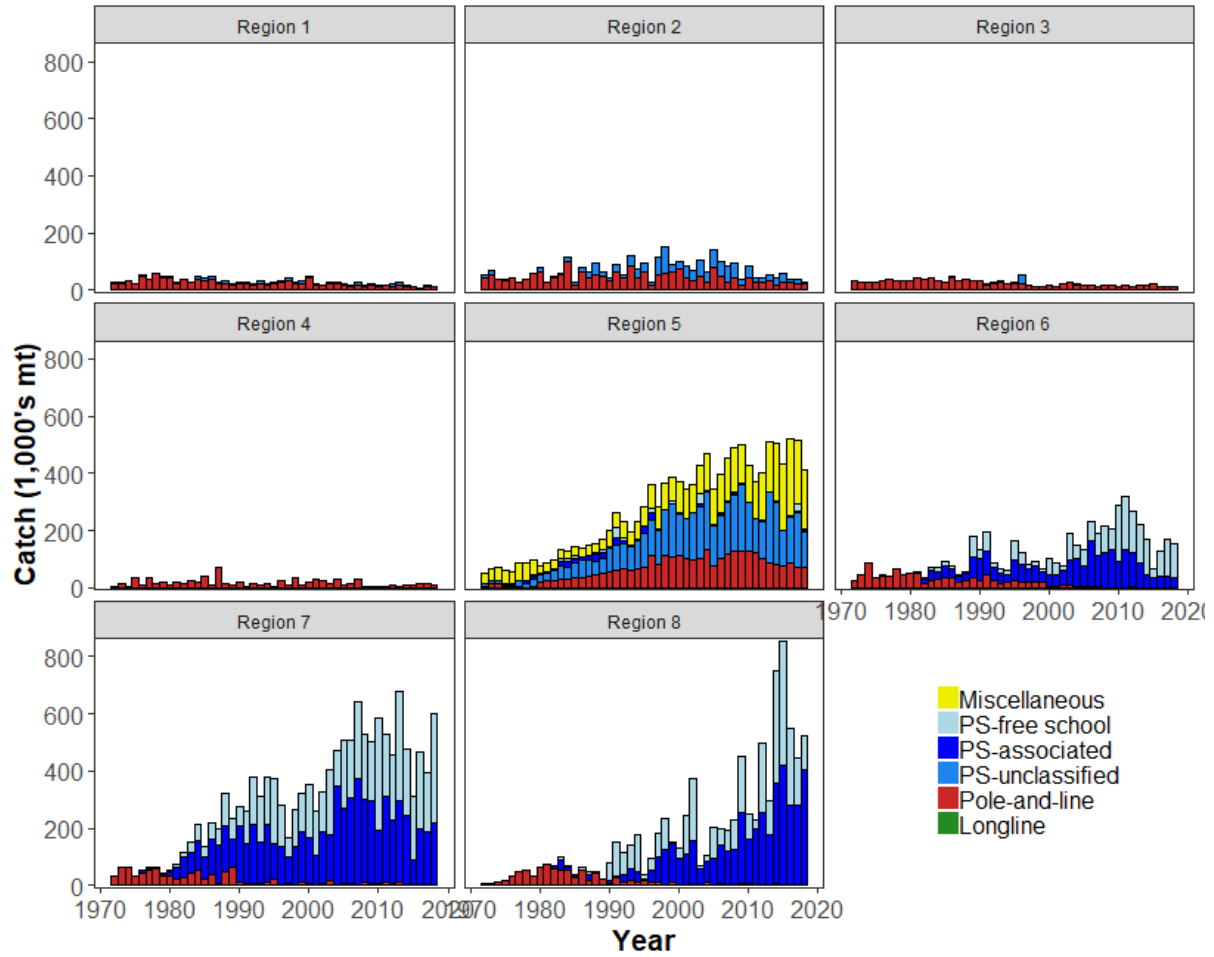 Region 1
Region 2
Region 3
800
600
400
200
0
Region 4
Region 5
Region 6
Catch (1,000's mt)
800
600
400
200
0
1970 1980 1990 2000 2010 2020
Region 7
Region 8
800
600
400
200
0
1970 1980 1990 2000 2010 2020
1970 1980 1990 2000 2010 2020
Year
Miscellaneous
PS-free school
PS-associated
PS-unclassified
Pole-and-line
Longline